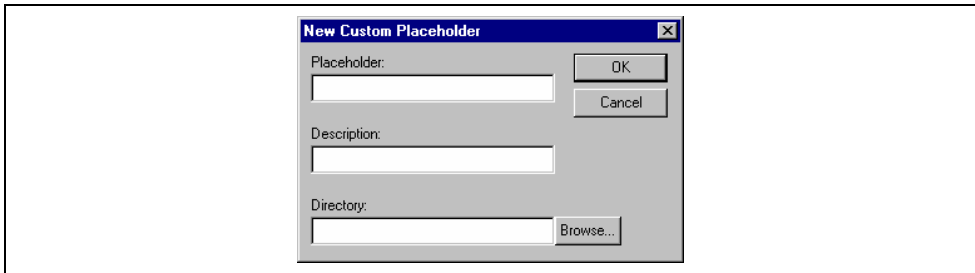 New Custom Placeholder
Placeholder:
OK
Cancel
Description:
Directory:
Browse...